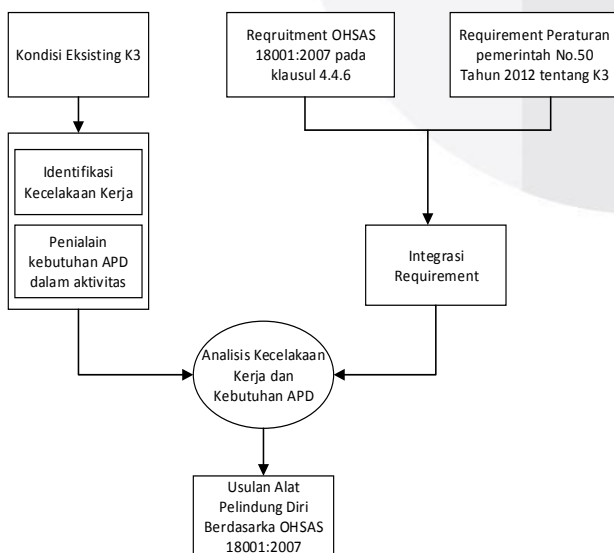 Kondisi Eksisting K3
Reqruitment OHSAS
18001:2007 pada
klausul 4.4.6
Requirement Peraturan
pemerintah No.50
Tahun 2012 tentang K3
Identifikasi
Kecelakaan Kerja
Penialain
kebutuhan APD
dalam aktivitas
Integrasi
Requirement
Analisis Kecelakaan
Kerja dan
Kebutuhan APD
Usulan Alat
Pelindung Diri
Berdasarka OHSAS
18001:2007